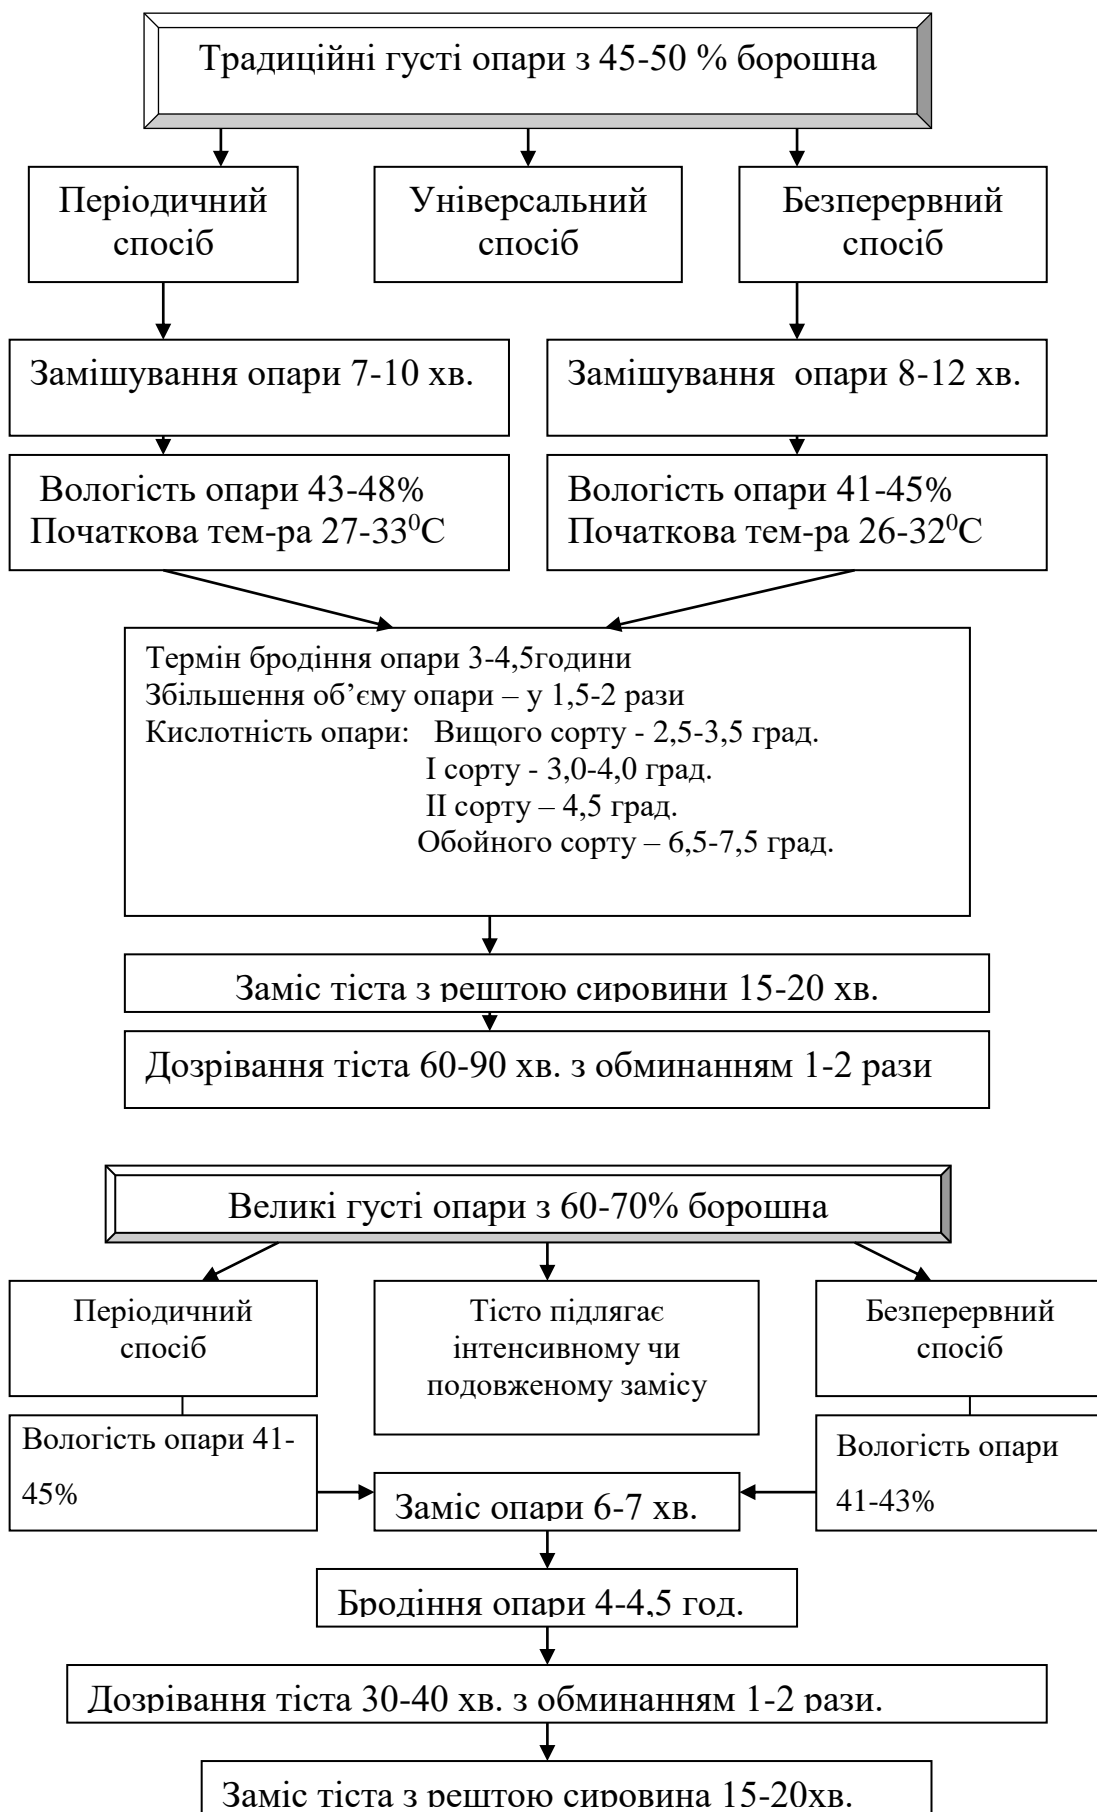 Традиційні густі опари з 45-50 % борошна
Періодичний
спосіб
Універсальний
спосіб
Безперервний
спосіб
Замішування опари 7-10 хв.
Замішування опари 8-12 хв.
Вологість опари 43-48%
Початкова тем-ра 27-33⁰С
Вологість опари 41-45%
Початкова тем-ра 26-32⁰С
Термін бродіння опари 3-4,5години
Збільшення об’єму опари – у 1,5-2 рази
Кислотність опари: Вищого сорту - 2,5-3,5 град.
І сорту - 3,0-4,0 град.
ІІ сорту – 4,5 град.
Обойного сорту – 6,5-7,5 град.
Заміс тіста з рештою сировини 15-20 хв.
Дозрівання тіста 60-90 хв. з обминанням 1-2 рази
Великі густі опари з 60-70% борошна
Періодичний
спосіб
Тісто підлягає
інтенсивному чи
подовженому замісу
Безперервний
спосіб
Вологість опари 41-
45%
Вологість опари
41-43%
Заміс опари 6-7 хв.
Бродіння опари 4-4,5 год.
Дозрівання тіста 30-40 хв. з обминанням 1-2 рази.
Заміс тіста з рештою сировина 15-20хв.